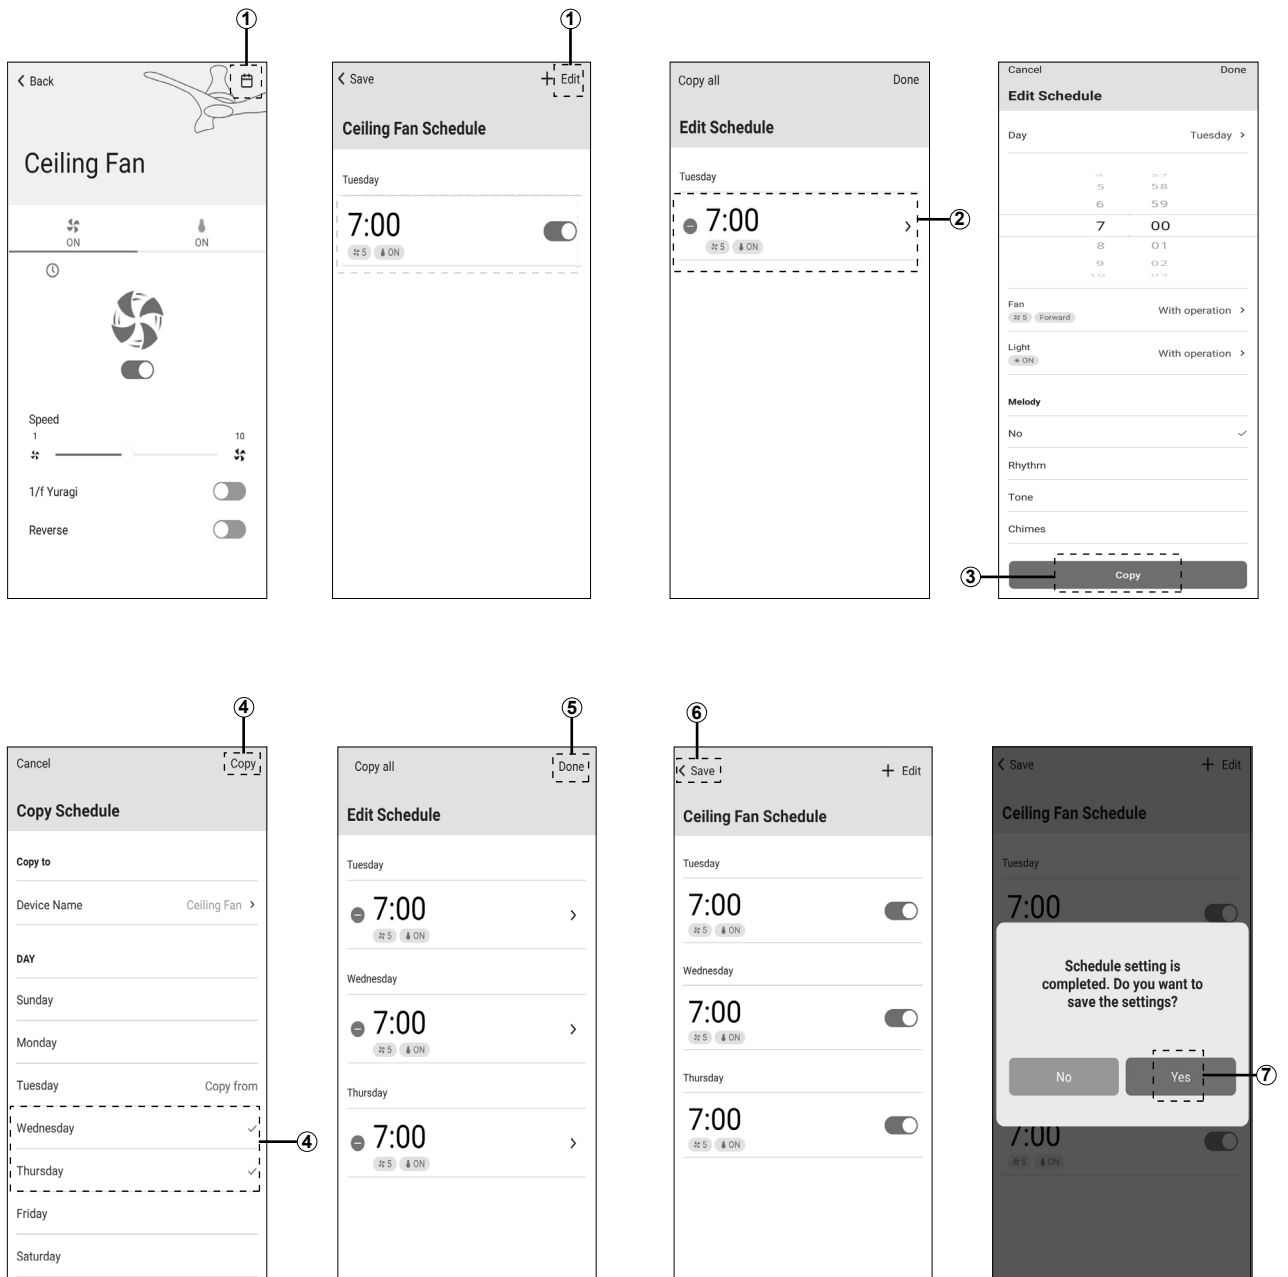 1
Back
Ceiling Fan
ON
ON
Speed
1 10
1/f Yuragi
Reverse
1
Save + Edit
Ceiling Fan Schedule
Tuesday
7:00
5 ON
Copy all Done
Edit Schedule
Tuesday
7:00
5 ON
2
Cancel Done
Edit Schedule
Day Tuesday
4 57
5 58
6 59
7 00
8 01
9 02
10 03
Fan
5 Forward With operation
Light
ON With operation
Melody
No
Rhythm
Tone
Chimes
Copy
3
4
Cancel Copy
Copy Schedule
Copy to
Device Name Ceiling Fan
DAY
Sunday
Monday
Tuesday Copy from
Wednesday
Thursday
4
Friday
Saturday
5
Copy all Done
Edit Schedule
Tuesday
7:00
5 ON
Wednesday
7:00
5 ON
Thursday
7:00
5 ON
6
Save + Edit
Ceiling Fan Schedule
Tuesday
7:00
5 ON
Wednesday
7:00
5 ON
Thursday
7:00
5 ON
Save + Edit
Ceiling Fan Schedule
Tuesday
7:00
Schedule setting is
completed. Do you want to
save the settings?
No Yes
7
7:00
5 ON